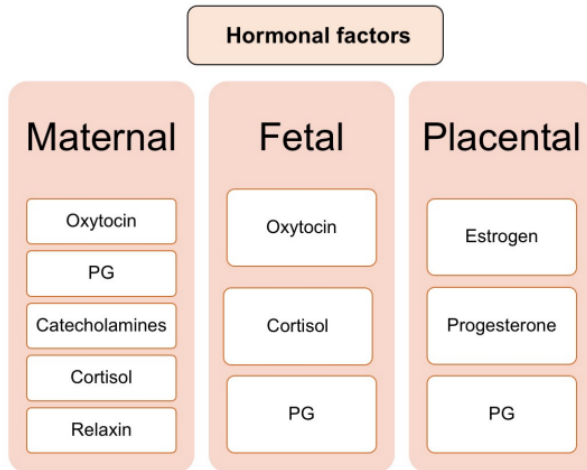 Hormonal factors
Maternal
Oxytocin
PG
Catecholamines
Cortisol
Relaxin
Fetal
Oxytocin
Cortisol
PG
Placental
Estrogen
Progesterone
PG